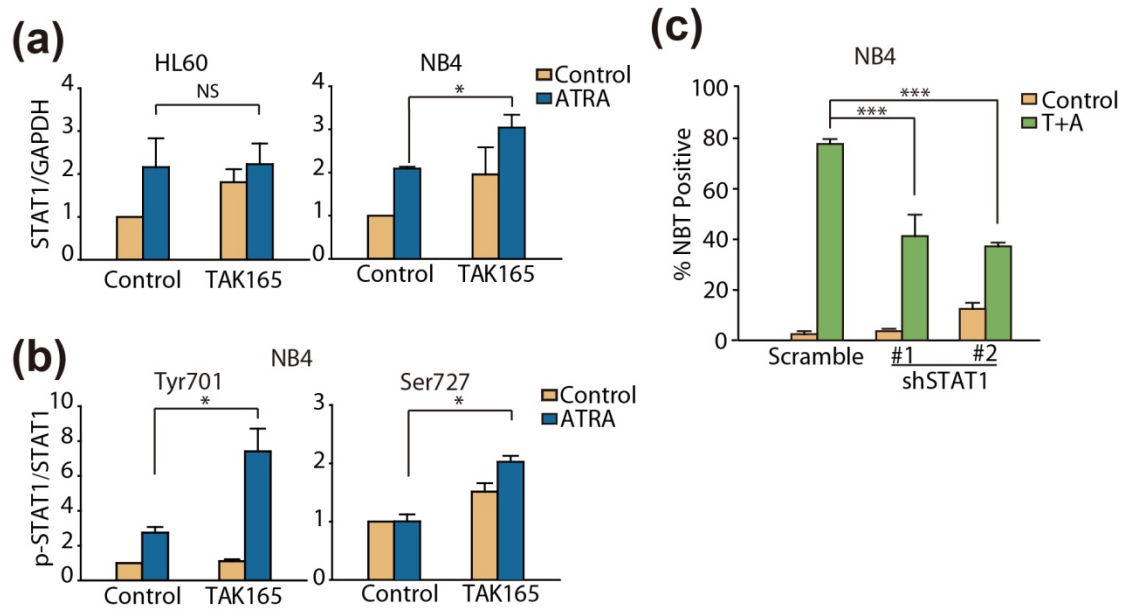 (a)
HL60
NB4
Control
ATRA
STAT1/GAPDH
4
3
2
1
0
NS
Control TAK165
4
3
2
1
0
*
Control TAK165
(b)
NB4
Tyr701
Ser727
Control
ATRA
p-STAT1/STAT1
10
8
6
4
2
0
*
Control TAK165
3
2
1
0
*
Control TAK165
(c)
NB4
Control
T+A
% NBT Positive
100
80
60
40
20
0
***
***
Scramble #1 #2
shSTAT1